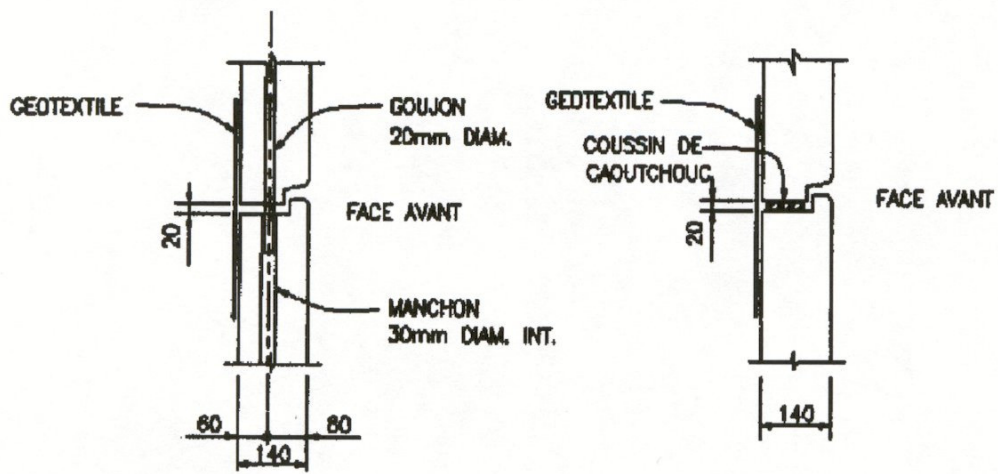 GEOTEXTILE
GOUJON
20mm DIAM.
FACE AVANT
20
MANCHON
30mm DIAM. INT.
60
80
140
GEOTEXTILE
COUSSIN DE
CAOUTCHOUC
FACE AVANT
20
140